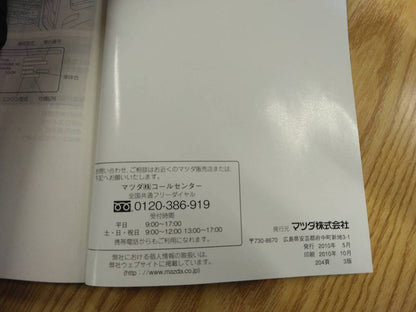 お問い合わせ、ご相談はお近くのマツダ販売店または
下記へお願いいたします。
マツダ㈱コールセンター
全国共通フリーダイヤル
0120-386-919
受付時間
平日 9:00~17:00
土・日・祝日 9:00~12:00 13:00~17:00
携帯電話からもご利用になれます。
弊社における個人情報の取扱いは、
弊社ウェブサイトに掲載しています。
(http://www.mazda.co.jp)
発行元 マツダ株式会社
〒730-8670 広島県安芸郡府中町新地3-1
発行 2010年 5月
印刷 2010年 10月
204頁 3版
車体色